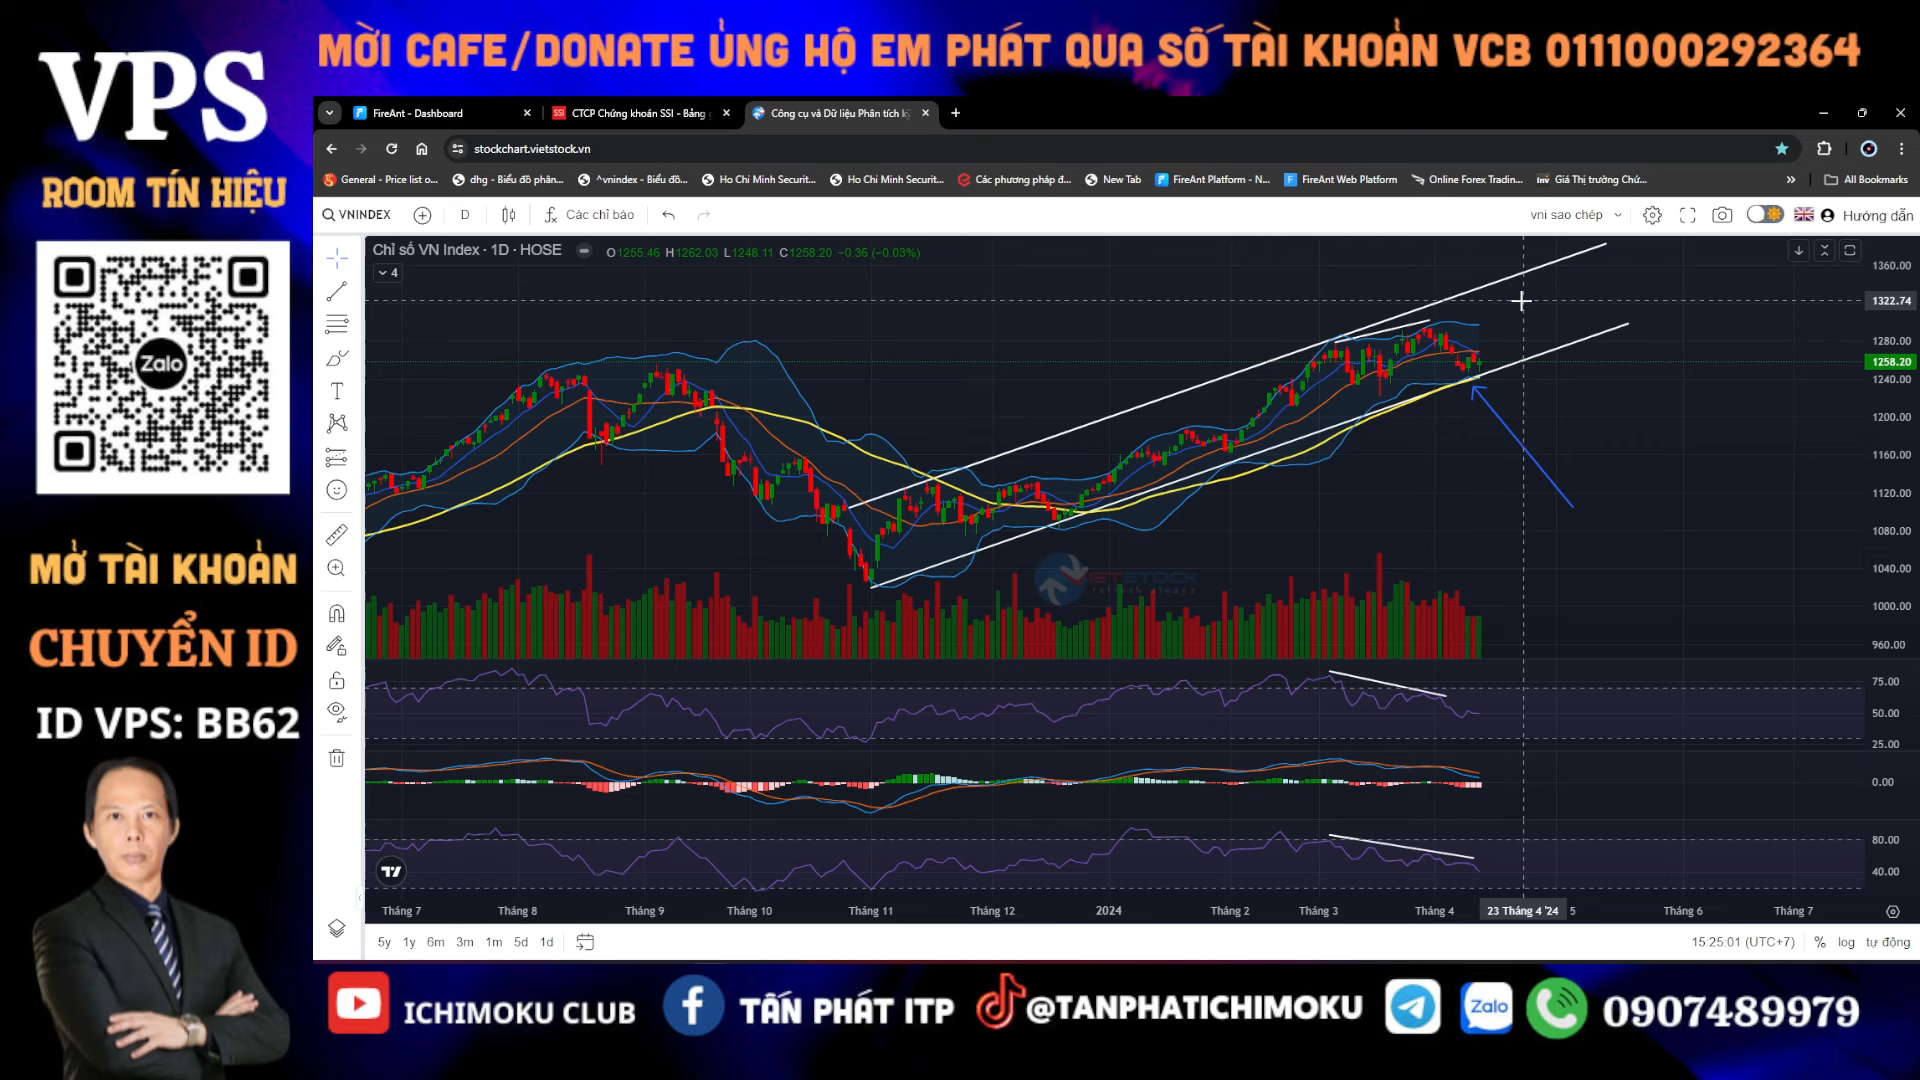 VPS
ROOM TÍN HIỆU
Zalo
MỞ TÀI KHOẢN
CHUYỂN ID
ID VPS: BB62
MỜI CAFE/DONATE ỦNG HỘ EM PHÁT QUA SỐ TÀI KHOẢN VCB 0111000292364
FireAnt - Dashboard
SSI CTCP Chứng khoán SSI - Bảng g
Công cụ và Dữ liệu Phân tích kỹ
stockchart.vietstock.vn
General - Price list o...
dhg - Biểu đồ phân...
^vnindex - Biểu đồ...
Ho Chi Minh Securit...
Ho Chi Minh Securit...
Các phương pháp đ...
New Tab
FireAnt Platform - N...
FireAnt Web Platform
Online Forex Tradin...
inv Giá Thị trường Chứ...
All Bookmarks
VNINDEX
D
Các chỉ báo
vni sao chép
Hướng dẫn
Chỉ số VN Index · 1D · HOSE
O1255.46 H1262.03 L1248.11 C1258.20 −0.36 (−0.03%)
4
1360.00
1322.74
1280.00
1258.20
1240.00
1200.00
1160.00
1120.00
1080.00
1040.00
1000.00
960.00
VIETSTOCK
75.00
50.00
25.00
0.00
80.00
40.00
Tháng 7
Tháng 8
Tháng 9
Tháng 10
Tháng 11
Tháng 12
2024
Tháng 2
Tháng 3
Tháng 4
23 Tháng 4 '24
5
Tháng 6
Tháng 7
5y 1y 6m 3m 1m 5d 1d
15:25:01 (UTC+7) % log tự động
ICHIMOKU CLUB
TẤN PHÁT ITP
@TANPHATICHIMOKU
Zalo
0907489979